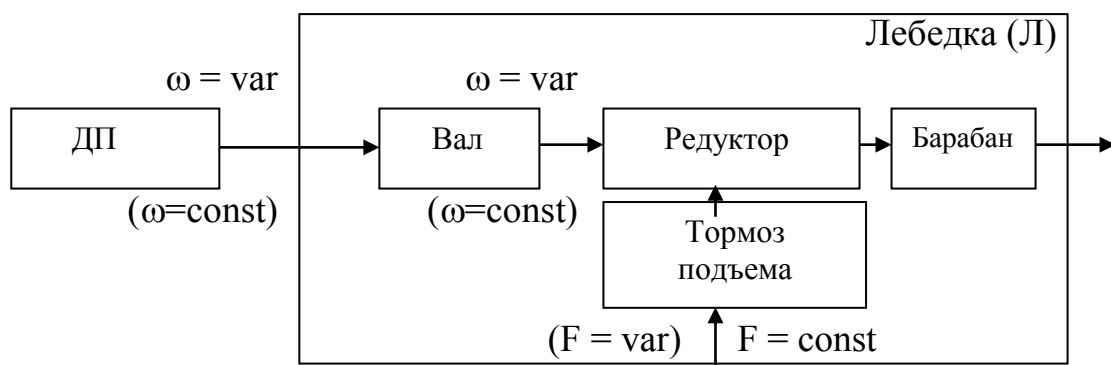 Лебедка (Л)
ω = var
ω = var
ДП
Вал
Редуктор
Барабан
(ω=const)
(ω=const)
Тормоз
подъема
(F = var)
F = const